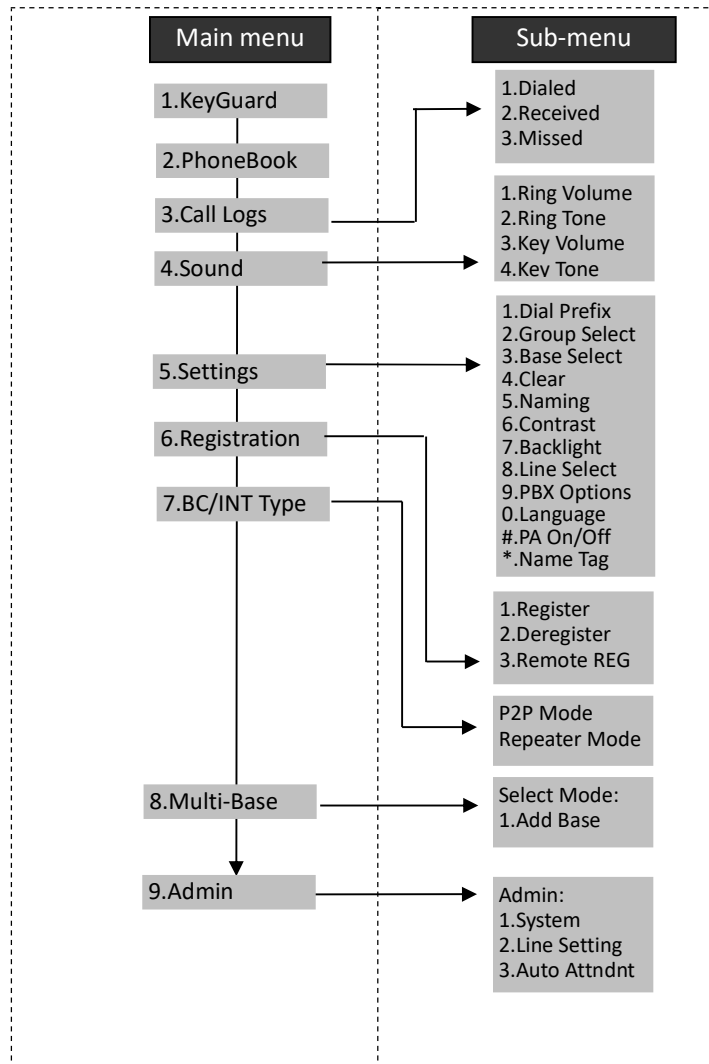 Main menu
Sub-menu
1.KeyGuard
2.PhoneBook
3.Call Logs
4.Sound
5.Settings
6.Registration
7.BC/INT Type
8.Multi-Base
9.Admin
1.Dialed
2.Received
3.Missed
1.Ring Volume
2.Ring Tone
3.Key Volume
4.Key Tone
1.Dial Prefix
2.Group Select
3.Base Select
4.Clear
5.Naming
6.Contrast
7.Backlight
8.Line Select
9.PBX Options
0.Language
#.PA On/Off
*.Name Tag
1.Register
2.Deregister
3.Remote REG
P2P Mode
Repeater Mode
Select Mode:
1.Add Base
Admin:
1.System
2.Line Setting
3.Auto Attndnt